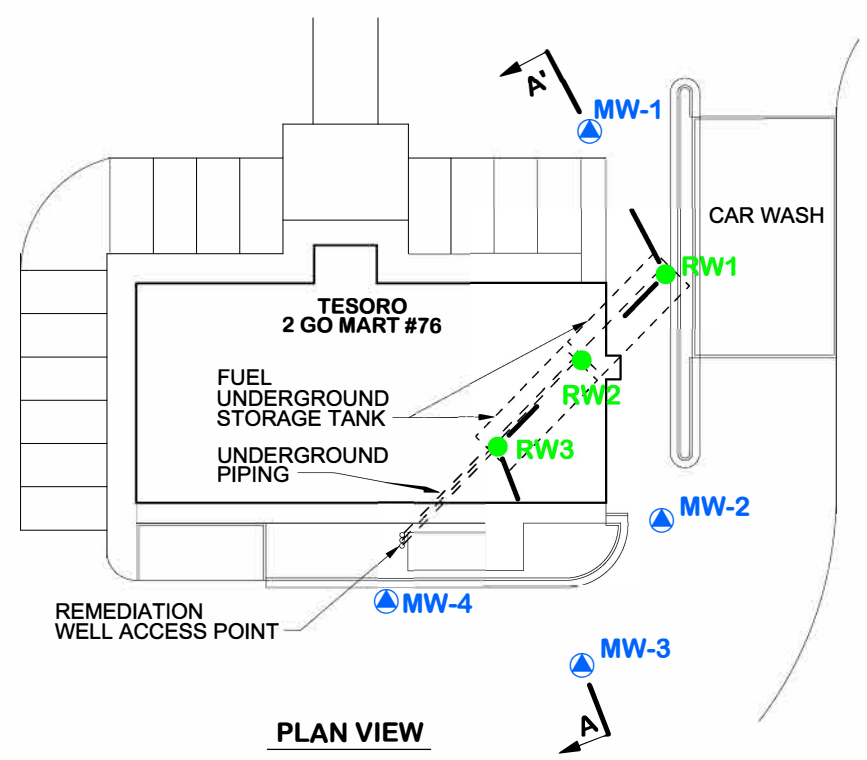 A'
MW-1
CAR WASH
RW1
TESORO
2 GO MART #76
FUEL
UNDERGROUND
STORAGE TANK
RW2
UNDERGROUND
PIPING
RW3
MW-2
REMEDIATION
WELL ACCESS POINT
MW-4
MW-3
A
PLAN VIEW